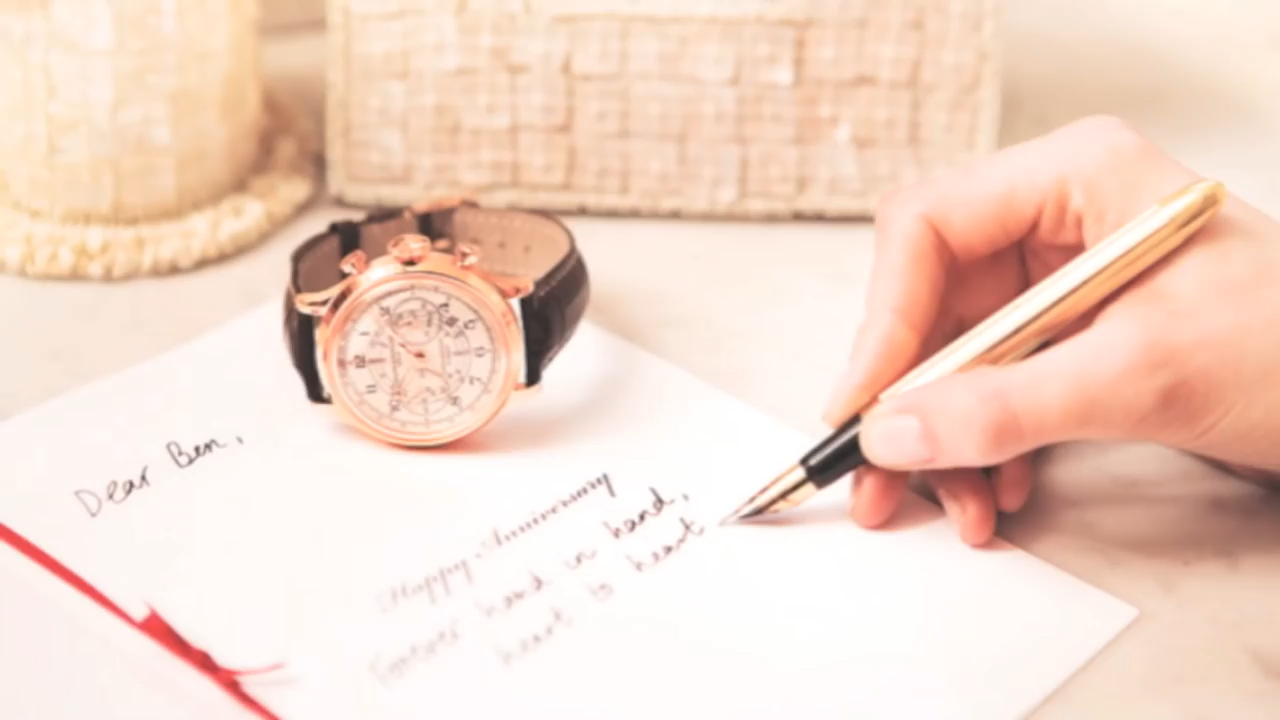 Dear Ben,
Happy Anniversary
Forever hand in hand,
heart to heart